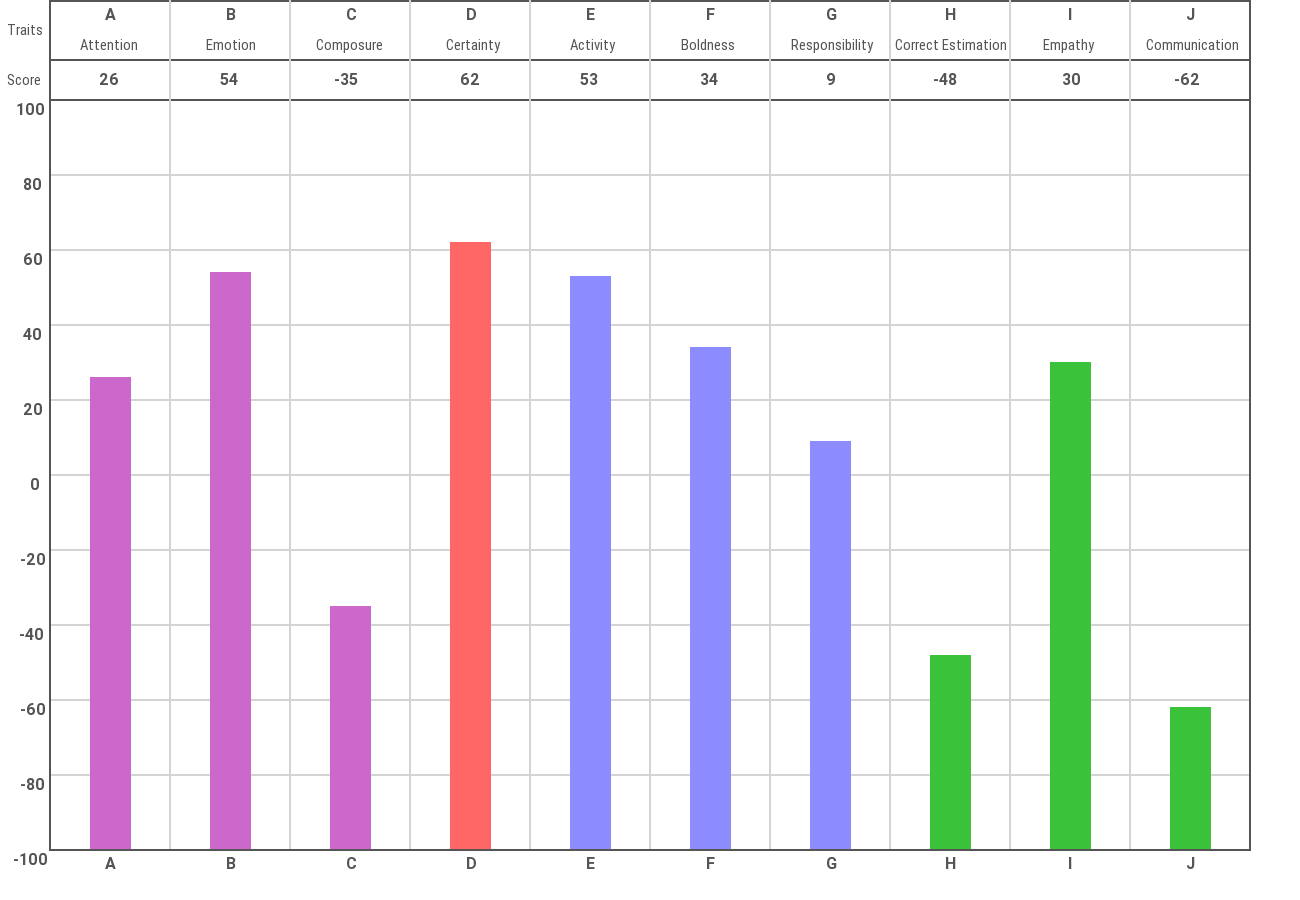 Traits A B C D E F G H I J
Attention Emotion Composure Certainty Activity Boldness Responsibility Correct Estimation Empathy Communication
Score 26 54 -35 62 53 34 9 -48 30 -62
100
80
60
40
20
0
-20
-40
-60
-80
-100
A B C D E F G H I J